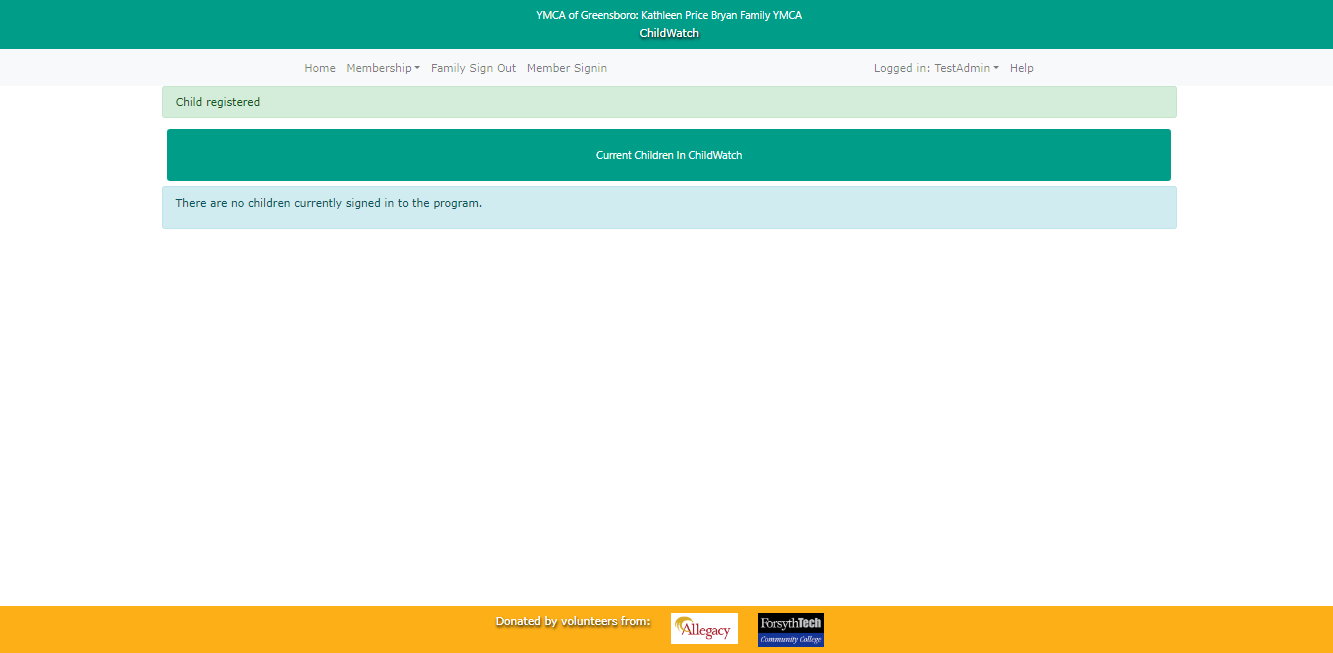 YMCA of Greensboro: Kathleen Price Bryan Family YMCA
ChildWatch
Home Membership Family Sign Out Member Signin Logged in: TestAdmin Help
Child registered
Current Children In ChildWatch
There are no children currently signed in to the program.
Donated by volunteers from: Allegacy ForsythTech
Community College